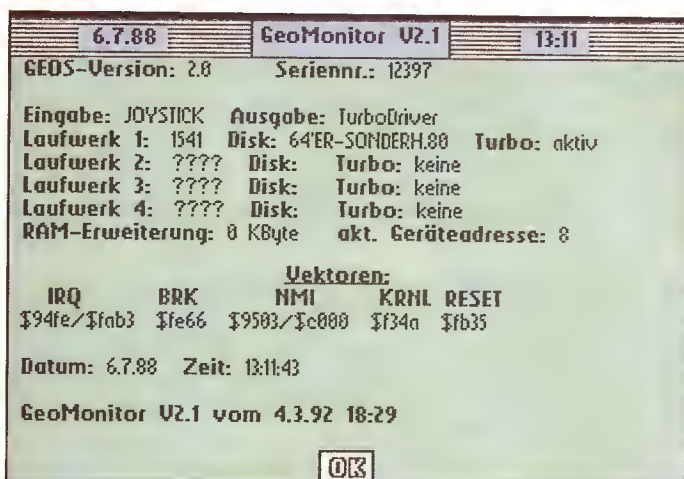 6.7.88 GeoMonitor V2.1 13:11
GEOS-Version: 2.0 Seriennr.: 12397
Eingabe: JOYSTICK Ausgabe: TurboDriver
Laufwerk 1: 1541 Disk: 64'ER-SONDERH.80 Turbo: aktiv
Laufwerk 2: ???? Disk: Turbo: keine
Laufwerk 3: ???? Disk: Turbo: keine
Laufwerk 4: ???? Disk: Turbo: keine
RAM-Erweiterung: 0 KByte akt. Geräteadresse: 8
Vektoren:
IRQ BRK NMI KRNL RESET
$94fe/$fab3 $fe66 $9503/$c000 $f34a $fb35
Datum: 6.7.88 Zeit: 13:11:43
GeoMonitor V2.1 vom 4.3.92 18:29
OK